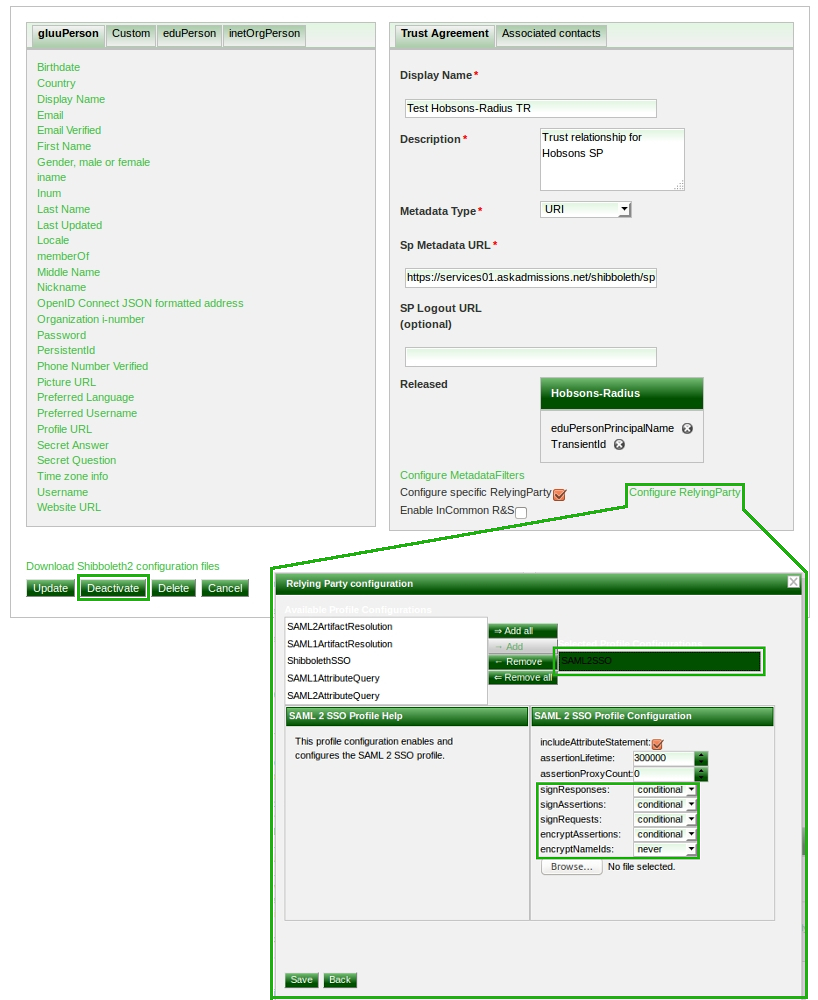 gluuPerson Custom eduPerson inetOrgPerson
Birthdate
Country
Display Name
Email
Email Verified
First Name
Gender, male or female
iname
Inum
Last Name
Last Updated
Locale
memberOf
Middle Name
Nickname
OpenID Connect JSON formatted address
Organization i-number
Password
PersistentId
Phone Number Verified
Picture URL
Preferred Language
Preferred Username
Profile URL
Secret Answer
Secret Question
Time zone info
Username
Website URL
Trust Agreement Associated contacts
Display Name *
Test Hobsons-Radius TR
Description *
Trust relationship for
Hobsons SP
Metadata Type *
URI
Sp Metadata URL *
https://services01.askadmissions.net/shibboleth/sp
SP Logout URL
(optional)
Released
Hobsons-Radius
eduPersonPrincipalName
TransientId
Configure MetadataFilters
Configure specific RelyingParty
Configure RelyingParty
Enable InCommon R&S
Download Shibboleth2 configuration files
Update Deactivate Delete Cancel
Relying Party configuration
Available Profile Configurations
SAML2ArtifactResolution
SAML1ArtifactResolution
ShibbolethSSO
SAML1AttributeQuery
SAML2AttributeQuery
⇒ Add all
→ Add
← Remove
⇐ Remove all
Selected Profile Configurations
SAML2SSO
SAML 2 SSO Profile Help
This profile configuration enables and
configures the SAML 2 SSO profile.
SAML 2 SSO Profile Configuration
includeAttributeStatement:
assertionLifetime: 300000
assertionProxyCount: 0
signResponses: conditional
signAssertions: conditional
signRequests: conditional
encryptAssertions: conditional
encryptNameIds: never
Browse... No file selected.
Save Back